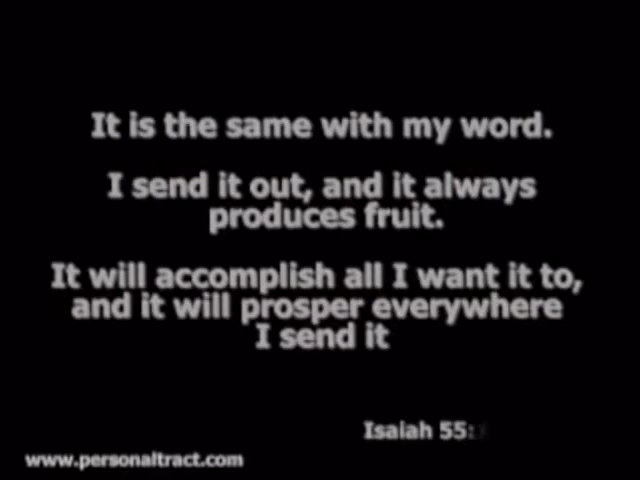 It is the same with my word.
I send it out, and it always
produces fruit.
It will accomplish all I want it to,
and it will prosper everywhere
I send it
Isaiah 55:
www.personaltract.com